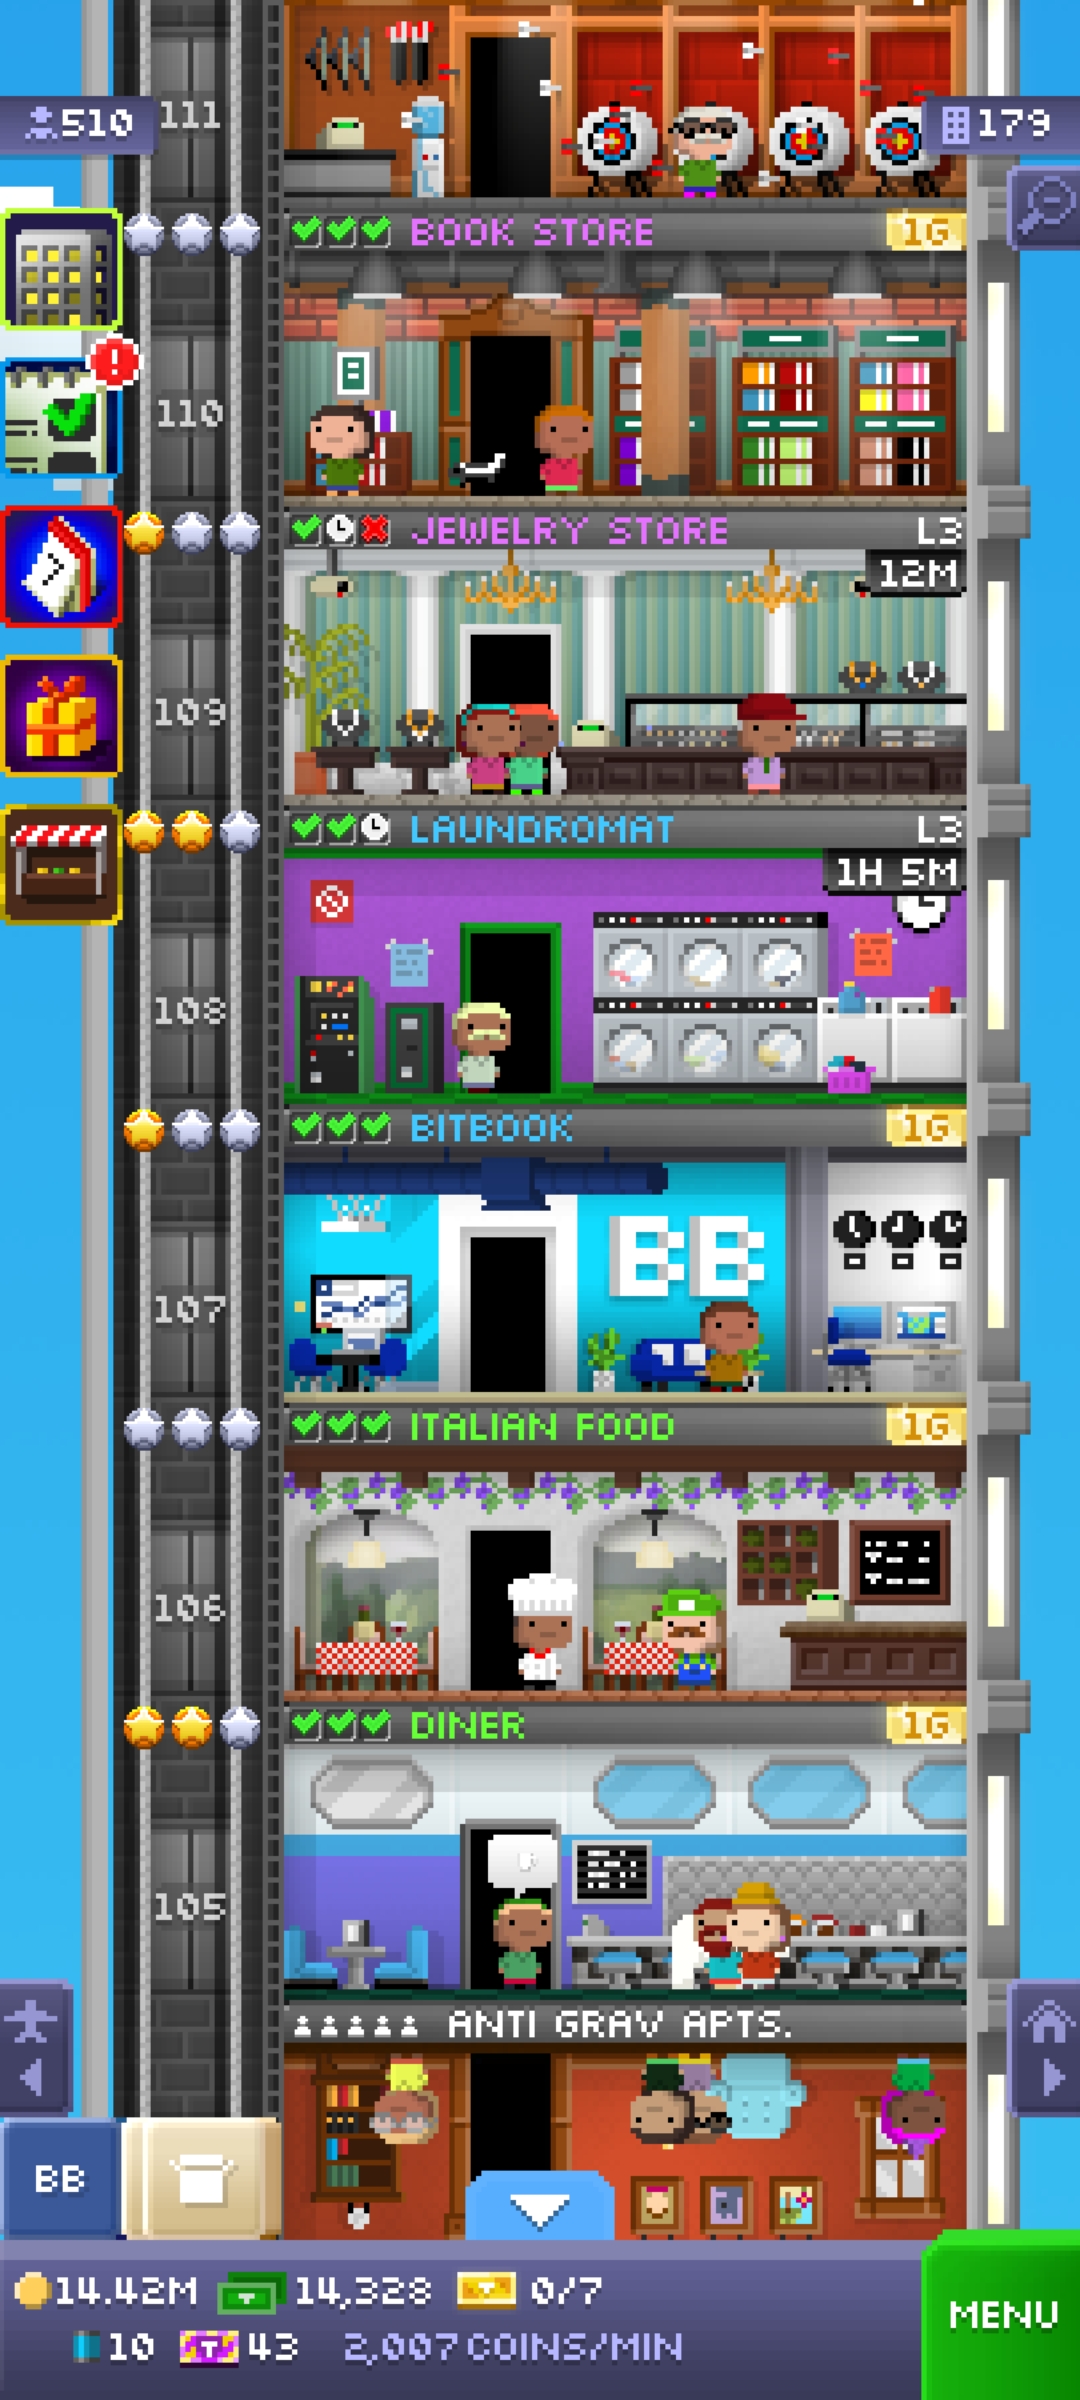 111
510
179
BOOK STORE
1G
110
JEWELRY STORE
L3
12M
109
LAUNDROMAT
L3
1H 5M
108
BITBOOK
1G
BB
107
ITALIAN FOOD
1G
106
DINER
1G
105
ANTI GRAV APTS.
BB
14.42M
14,328
0/7
MENU
10
43
2,007 COINS/MIN